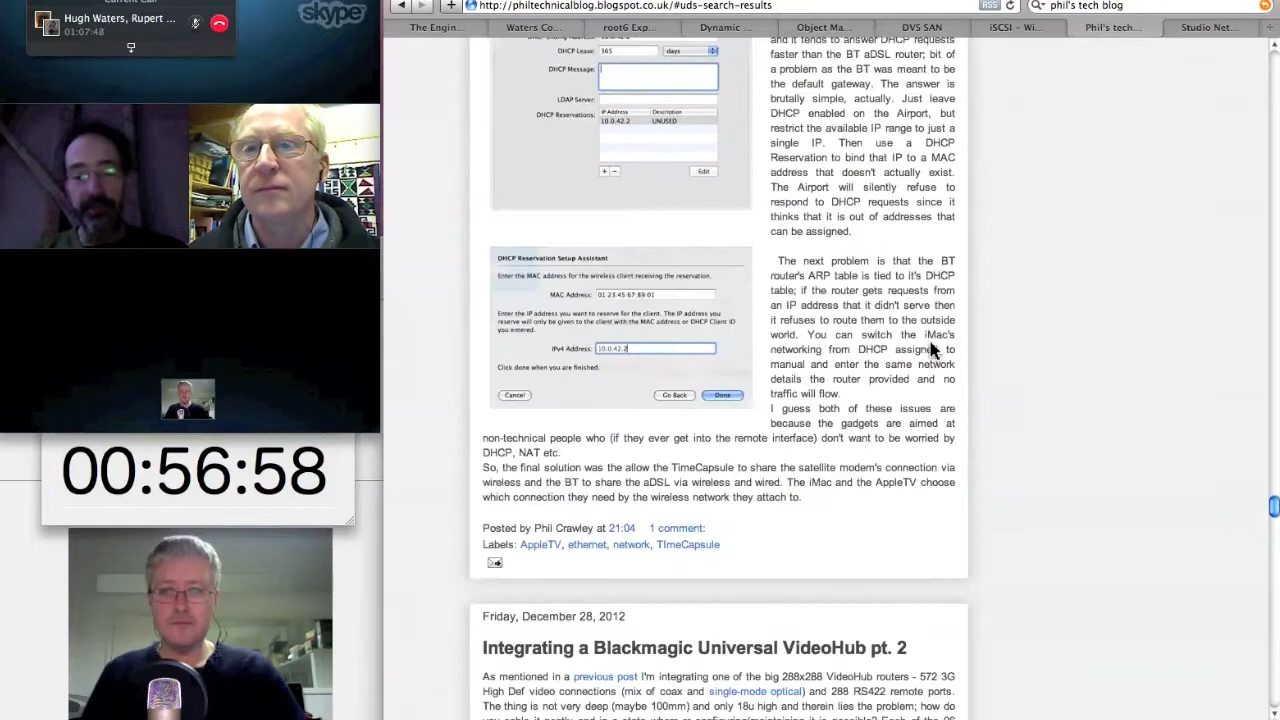 Current Call
skype
Hugh Waters, Rupert ...
01:07:48
00:56:58
http://philtechnicalblog.blogspot.co.uk/#uds-search-results
RSS
phil's tech blog
The Engin...
Waters Co...
root6 Exp...
Dynamic ...
Object Ma...
DVS SAN
iSCSI – Wi...
Phil's tech...
Studio Net...
DHCP Lease: 365 days
DHCP Message:
LDAP Server:
DHCP Reservations: IP Address Description
10.0.42.2 UNUSED
Edit
and it tends to answer DHCP requests
faster than the BT aDSL router; bit of
a problem as the BT was meant to be
the default gateway. The answer is
brutally simple, actually. Just leave
DHCP enabled on the Airport, but
restrict the available IP range to just a
single IP. Then use a DHCP
Reservation to bind that IP to a MAC
address that doesn't actually exist.
The Airport will silently refuse to
respond to DHCP requests since it
thinks that it is out of addresses that
can be assigned.
DHCP Reservation Setup Assistant
Enter the MAC address for the wireless client receiving the reservation.
MAC Address: 01:23:45:67:89:01
Enter the IP address you want to reserve for the client. The IP address you
reserve will only be given to the client with the MAC address or DHCP Client ID
you entered.
IPv4 Address: 10.0.42.2
Click done when you are finished.
Cancel
Go Back
Done
The next problem is that the BT
router's ARP table is tied to it's DHCP
table; if the router gets requests from
an IP address that it didn't serve then
it refuses to route them to the outside
world. You can switch the iMac's
networking from DHCP assigned to
manual and enter the same network
details the router provided and no
traffic will flow.
I guess both of these issues are
because the gadgets are aimed at
non-technical people who (if they ever get into the remote interface) don't want to be worried by
DHCP, NAT etc.
So, the final solution was the allow the TimeCapsule to share the satellite modem's connection via
wireless and the BT to share the aDSL via wireless and wired. The iMac and the AppleTV choose
which connection they need by the wireless network they attach to.
Posted by Phil Crawley at 21:04 1 comment:
Labels: AppleTV, ethernet, network, TImeCapsule
Friday, December 28, 2012
Integrating a Blackmagic Universal VideoHub pt. 2
As mentioned in a previous post I'm integrating one of the big 288x288 VideoHub routers - 572 3G
High Def video connections (mix of coax and single-mode optical) and 288 RS422 remote ports.
The thing is not very deep (maybe 100mm) and only 18u high and therein lies the problem; how do